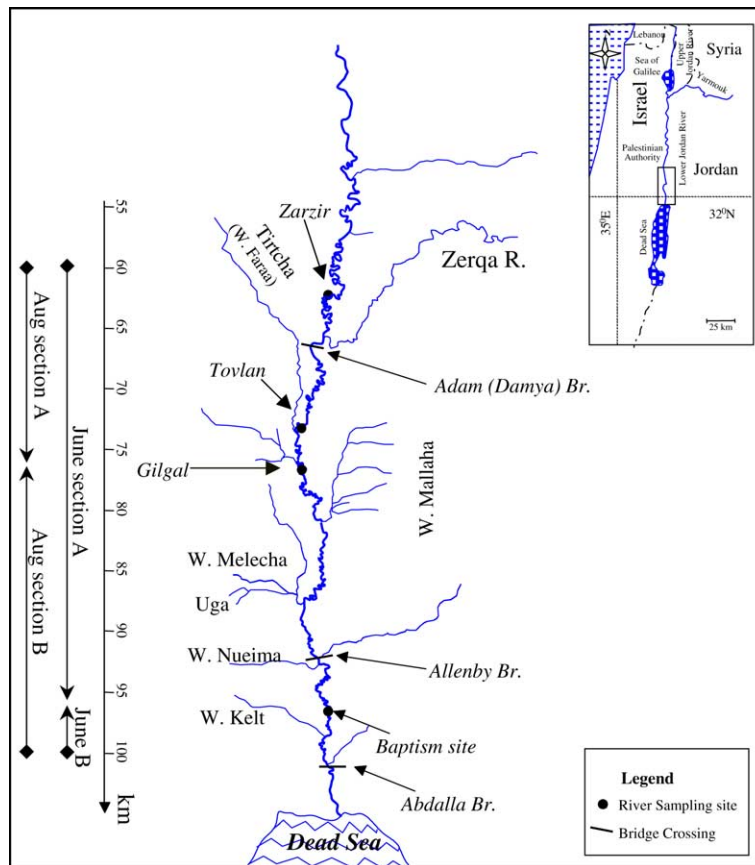 Lebanon
Syria
Sea of
Galilee
Upper
Jordan River
Yarmouk
Israel
Palestinian
Authority
Lower Jordan River
Jordan
35⁰E
32⁰N
Dead Sea
25 km
Zarzir
Tirtcha
(W. Faraa)
Zerqa R.
Adam (Damya) Br.
Tovlan
Gilgal
W. Mallaha
W. Melecha
Uga
W. Nueima
Allenby Br.
W. Kelt
Baptism site
Abdalla Br.
Dead Sea
Aug section A
Aug section B
June section A
June B
55
60
65
70
75
80
85
90
95
100
km
Legend
River Sampling site
Bridge Crossing